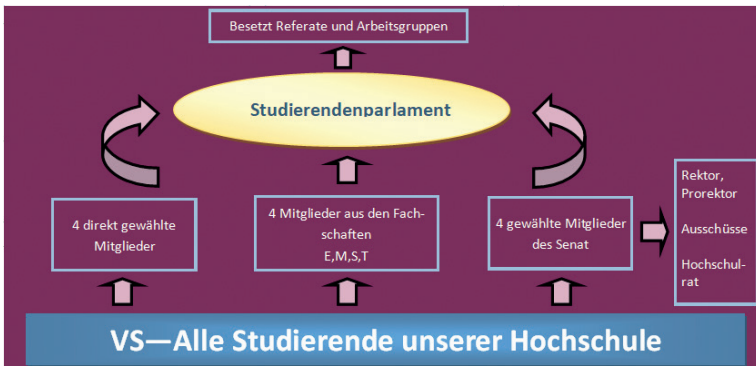 Besetzt Referate und Arbeitsgruppen
Studierendenparlament
4 direkt gewählte
Mitglieder
4 Mitglieder aus den Fach-
schaften
E,M,S,T
4 gewählte Mitglieder
des Senat
Rektor,
Prorektor
Ausschüsse
Hochschul-
rat
VS—Alle Studierende unserer Hochschule